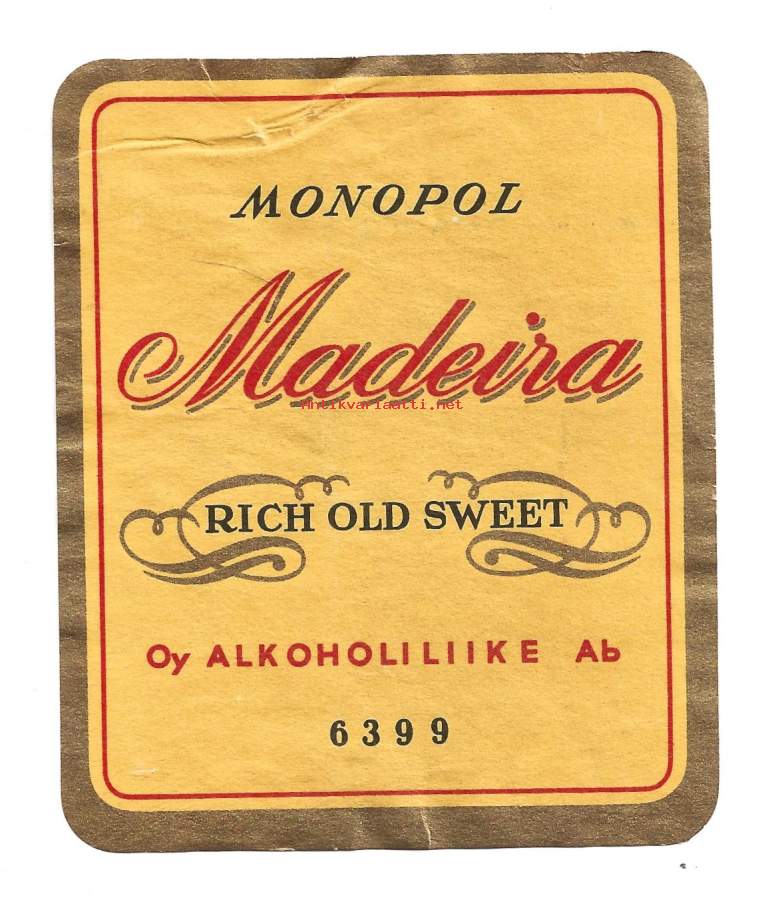 MONOPOL
Madeira
Antikvariaatti.net
RICH OLD SWEET
Oy ALKOHOLILIIKE Ab
6399